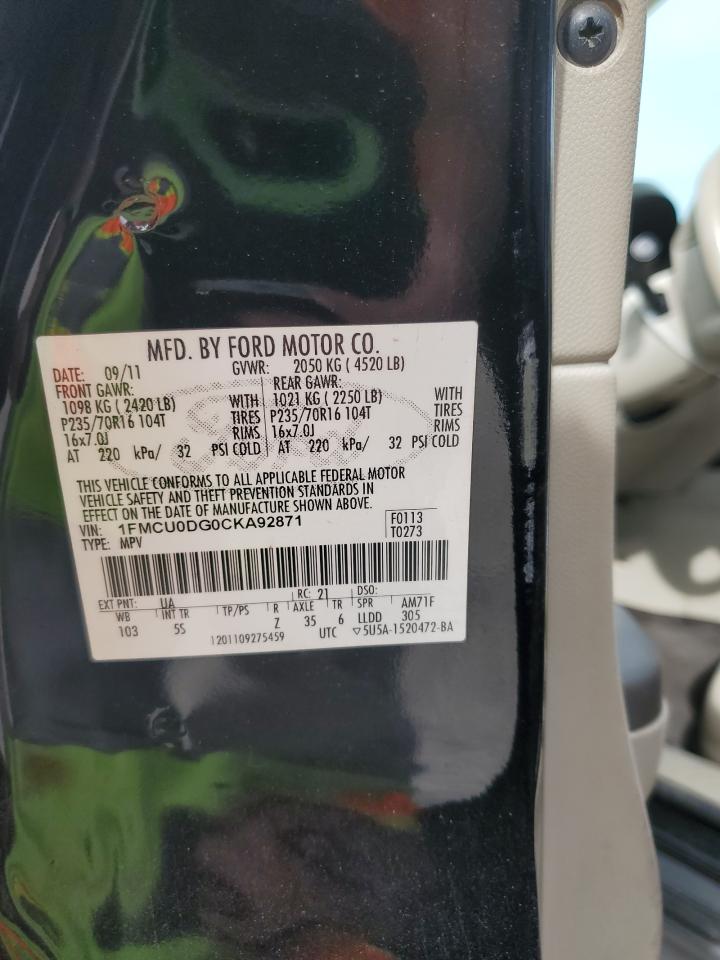 MFD. BY FORD MOTOR CO.
DATE: 09/11 GVWR: 2050 KG ( 4520 LB)
FRONT GAWR: REAR GAWR:
1098 KG ( 2420 LB) WITH 1021 KG ( 2250 LB) WITH
P235/70R16 104T TIRES P235/70R16 104T TIRES
16x7.0J RIMS 16x7.0J RIMS
AT 220 kPa/ 32 PSI COLD AT 220 kPa/ 32 PSI COLD
Ford
THIS VEHICLE CONFORMS TO ALL APPLICABLE FEDERAL MOTOR
VEHICLE SAFETY AND THEFT PREVENTION STANDARDS IN
EFFECT ON THE DATE OF MANUFACTURE SHOWN ABOVE.
VIN: 1FMCU0DG0CKA92871 F0113
TYPE: MPV T0273
EXT PNT: UA RC: 21 DSO:
WB INT TR TP/PS R AXLE TR SPR AM71F
103 5S Z 35 6 LLDD 305
1201109275459 UTC ▽5U5A-1520472-BA